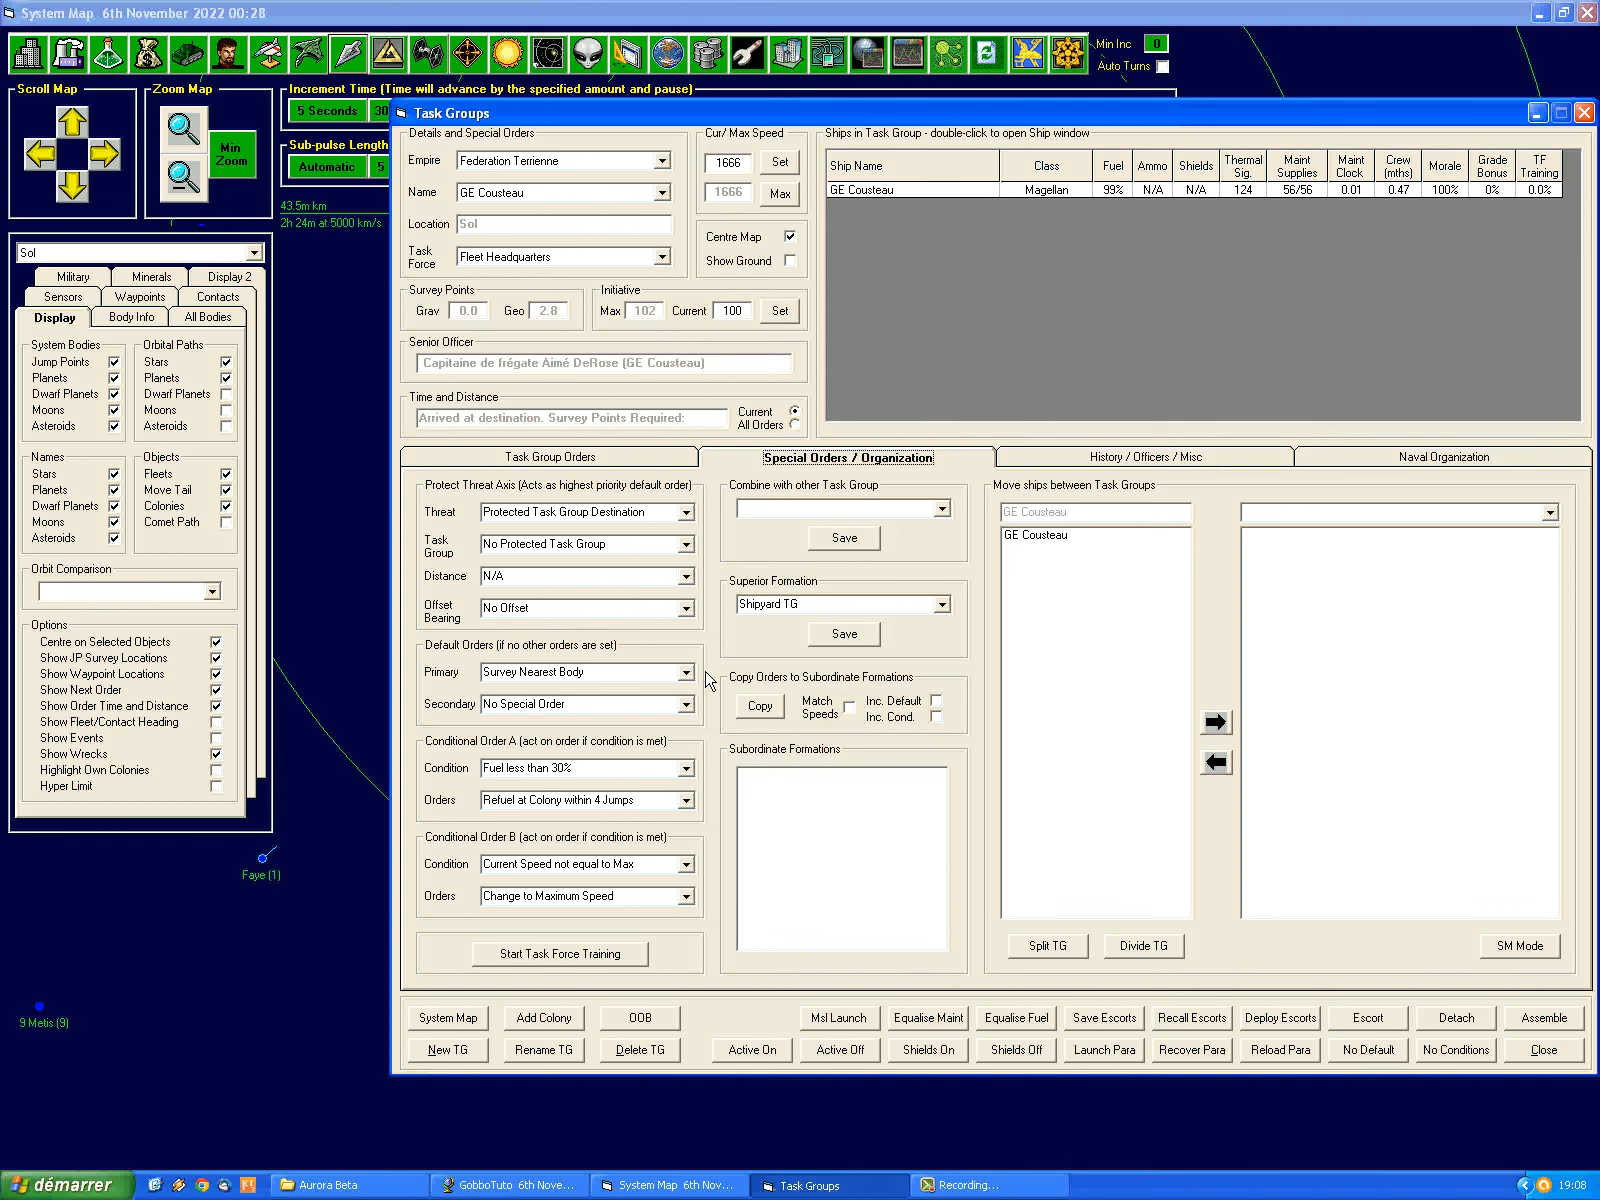 System Map  6th November 2022 00:28
Min Inc 0
Auto Turns
Scroll Map
Zoom Map
Min Zoom
Increment Time (Time will advance by the specified amount and pause)
5 Seconds 30
Sub-pulse Length
Automatic 5
43.5m km
2h 24m at 5000 km/s
Sol
Military Minerals Display 2
Sensors Waypoints Contacts
Display Body Info All Bodies
System Bodies
Jump Points
Planets
Dwarf Planets
Moons
Asteroids
Orbital Paths
Stars
Planets
Dwarf Planets
Moons
Asteroids
Names
Stars
Planets
Dwarf Planets
Moons
Asteroids
Objects
Fleets
Move Tail
Colonies
Comet Path
Orbit Comparison
Options
Centre on Selected Objects
Show JP Survey Locations
Show Waypoint Locations
Show Next Order
Show Order Time and Distance
Show Fleet/Contact Heading
Show Events
Show Wrecks
Highlight Own Colonies
Hyper Limit
Faye (1)
9 Metis (9)
Task Groups
Details and Special Orders
Empire Federation Terrienne
Name GE Cousteau
Location Sol
Task Force Fleet Headquarters
Cur/ Max Speed
1666 Set
1666 Max
Centre Map
Show Ground
Survey Points
Grav 0.0 Geo 2.8
Initiative
Max 102 Current 100 Set
Senior Officer
Capitaine de frégate Aimé DeRose (GE Cousteau)
Time and Distance
Arrived at destination. Survey Points Required:
Current
All Orders
Ships in Task Group - double-click to open Ship window
Ship Name Class Fuel Ammo Shields Thermal Sig. Maint Supplies Maint Clock Crew (mths) Morale Grade Bonus TF Training
GE Cousteau Magellan 99% N/A N/A 124 56/56 0.01 0.47 100% 0% 0.0%
Task Group Orders Special Orders / Organization History / Officers / Misc Naval Organization
Protect Threat Axis (Acts as highest priority default order)
Threat Protected Task Group Destination
Task Group No Protected Task Group
Distance N/A
Offset Bearing No Offset
Default Orders (if no other orders are set)
Primary Survey Nearest Body
Secondary No Special Order
Conditional Order A (act on order if condition is met)
Condition Fuel less than 30%
Orders Refuel at Colony within 4 Jumps
Conditional Order B (act on order if condition is met)
Condition Current Speed not equal to Max
Orders Change to Maximum Speed
Start Task Force Training
Combine with other Task Group
Save
Superior Formation
Shipyard TG
Save
Copy Orders to Subordinate Formations
Copy Match Speeds Inc. Default
Inc. Cond.
Subordinate Formations
Move ships between Task Groups
GE Cousteau
GE Cousteau
Split TG Divide TG SM Mode
System Map Add Colony OOB Msl Launch Equalise Maint Equalise Fuel Save Escorts Recall Escorts Deploy Escorts Escort Detach Assemble
New TG Rename TG Delete TG Active On Active Off Shields On Shields Off Launch Para Recover Para Reload Para No Default No Conditions Close
démarrer
KT
Aurora Beta
GobboTuto  6th Nove...
System Map  6th Nov...
Task Groups
Recording...
19:08